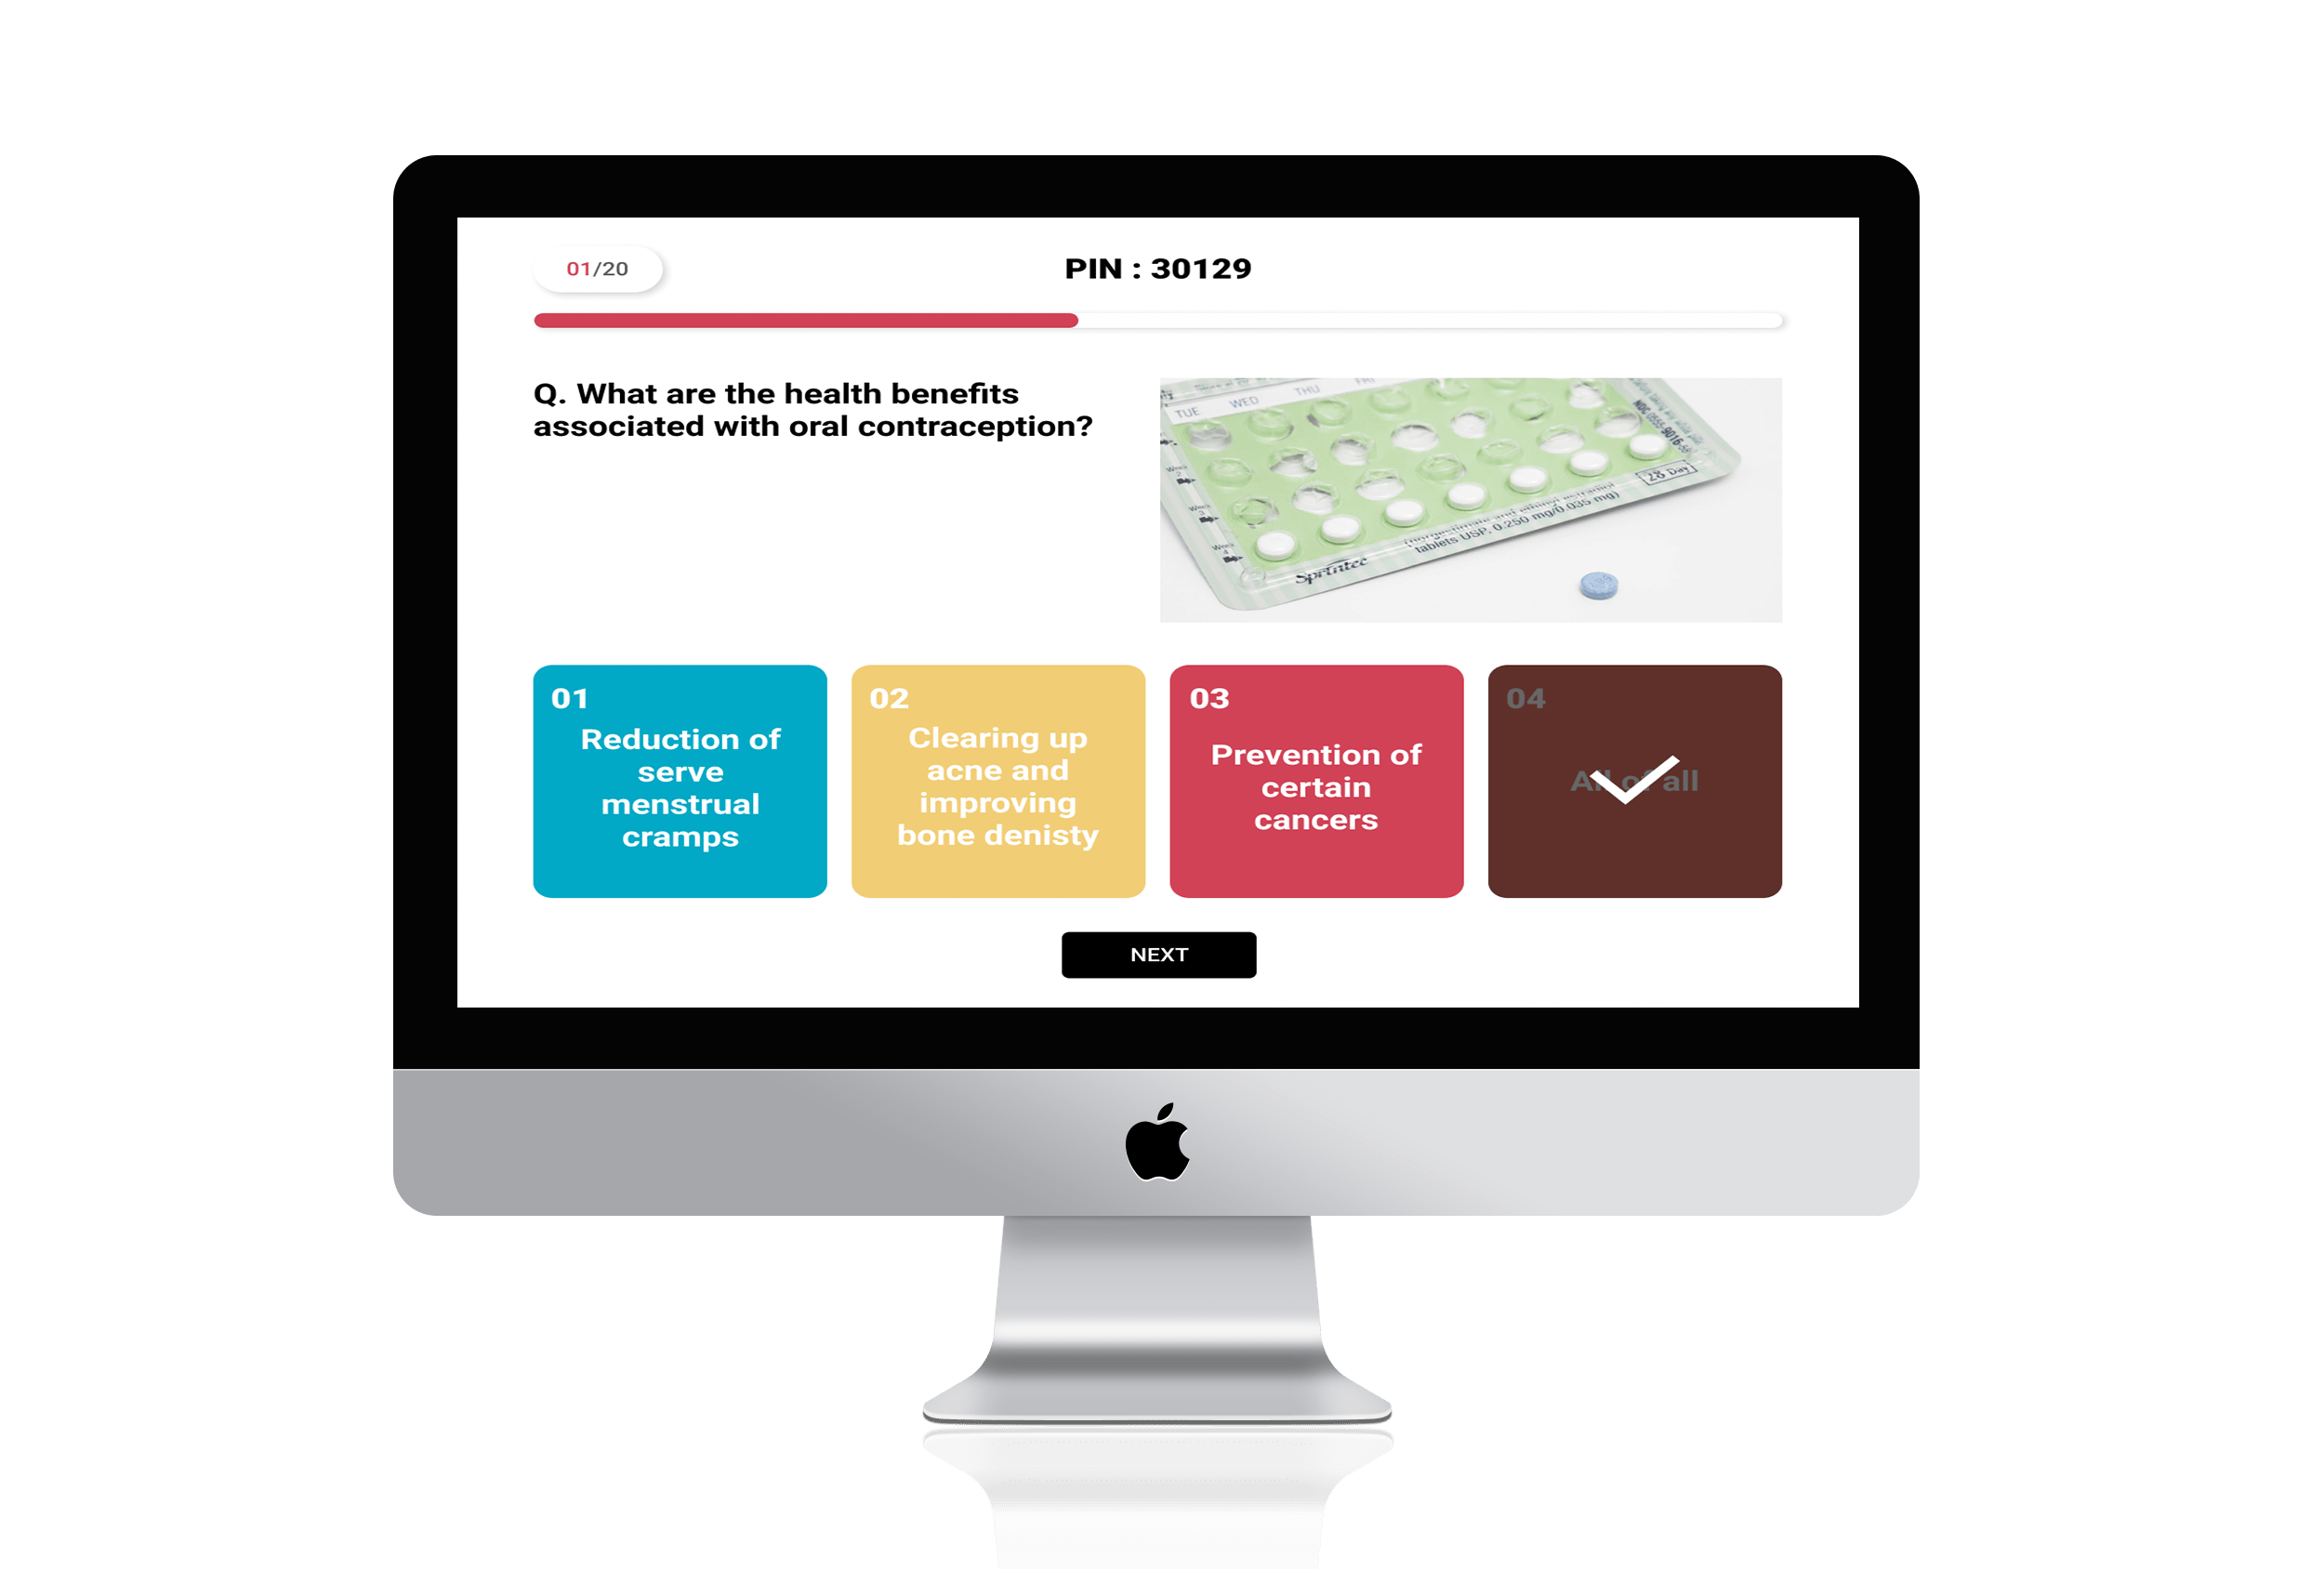 01/20
PIN : 30129
Q. What are the health benefits
associated with oral contraception?
TUE WED THU FRI
28 Day
tablets USP, 0.250 mg/0.035 mg)
Sprintec
01
Reduction of
serve
menstrual
cramps
02
Clearing up
acne and
improving
bone denisty
03
Prevention of
certain
cancers
04
All of all
NEXT